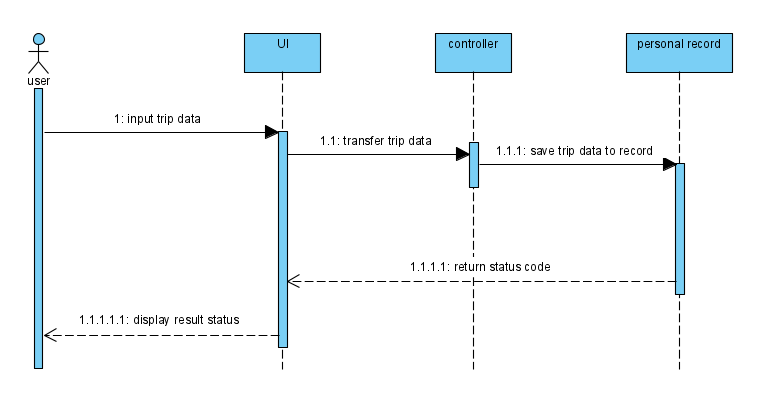 user
UI
controller
personal record
1: input trip data
1.1: transfer trip data
1.1.1: save trip data to record
1.1.1.1: return status code
1.1.1.1.1: display result status